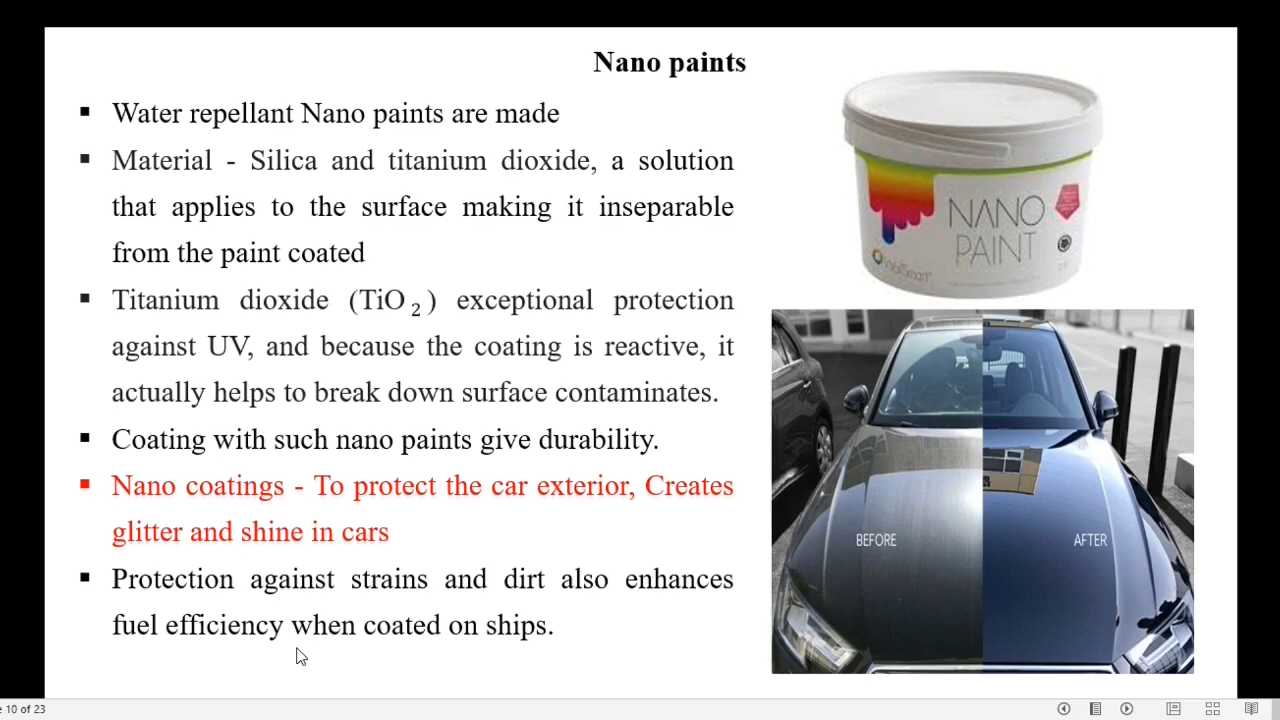 Nano paints
▪ Water repellant Nano paints are made
▪ Material - Silica and titanium dioxide, a solution
that applies to the surface making it inseparable
from the paint coated
▪ Titanium dioxide (TiO 2 ) exceptional protection
against UV, and because the coating is reactive, it
actually helps to break down surface contaminates.
▪ Coating with such nano paints give durability.
▪ Nano coatings - To protect the car exterior, Creates
glitter and shine in cars
▪ Protection against strains and dirt also enhances
fuel efficiency when coated on ships.
NANO
PAINT
BEFORE
AFTER
10 of 23